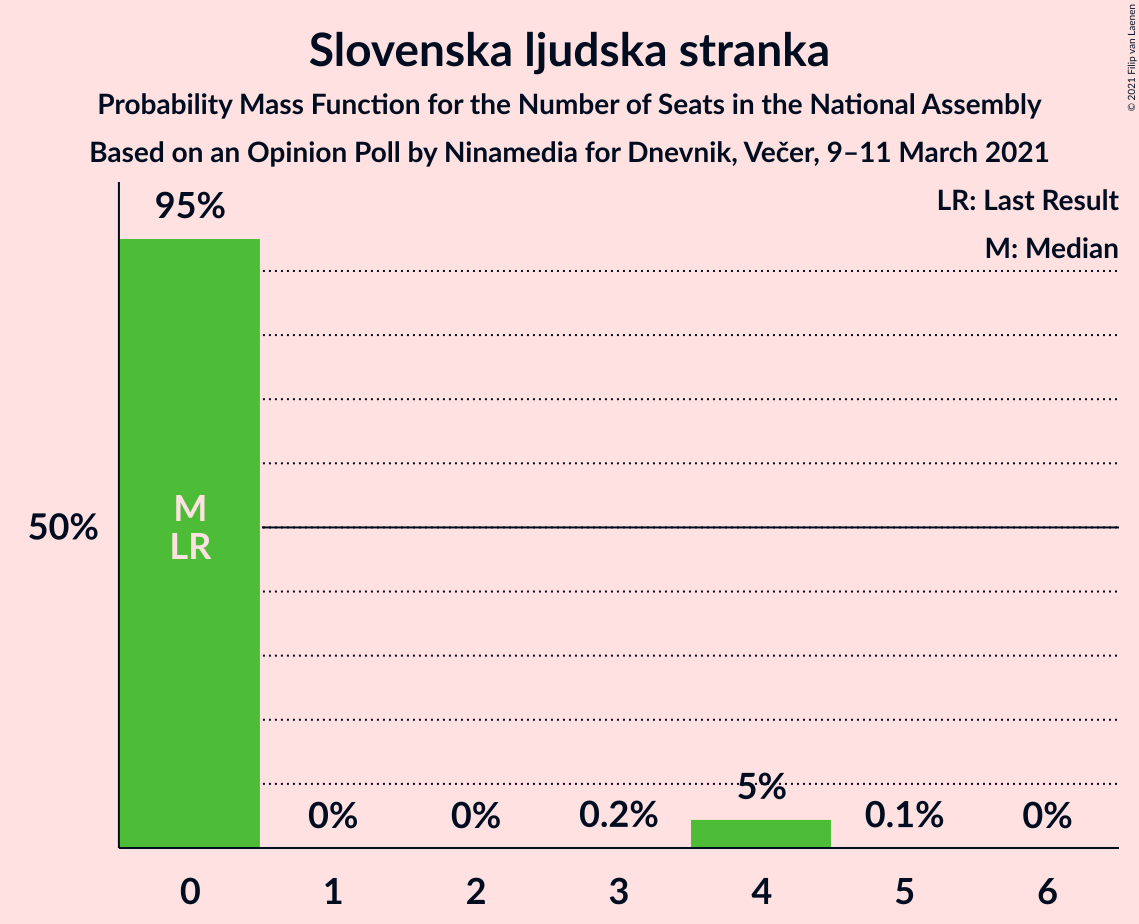 Slovenska ljudska stranka
Probability Mass Function for the Number of Seats in the National Assembly
Based on an Opinion Poll by Ninamedia for Dnevnik, Večer, 9–11 March 2021
© 2021 Filip van Laenen
LR: Last Result
M: Median
95%
50%
M
LR
0%
0%
0.2%
5%
0.1%
0%
0
1
2
3
4
5
6